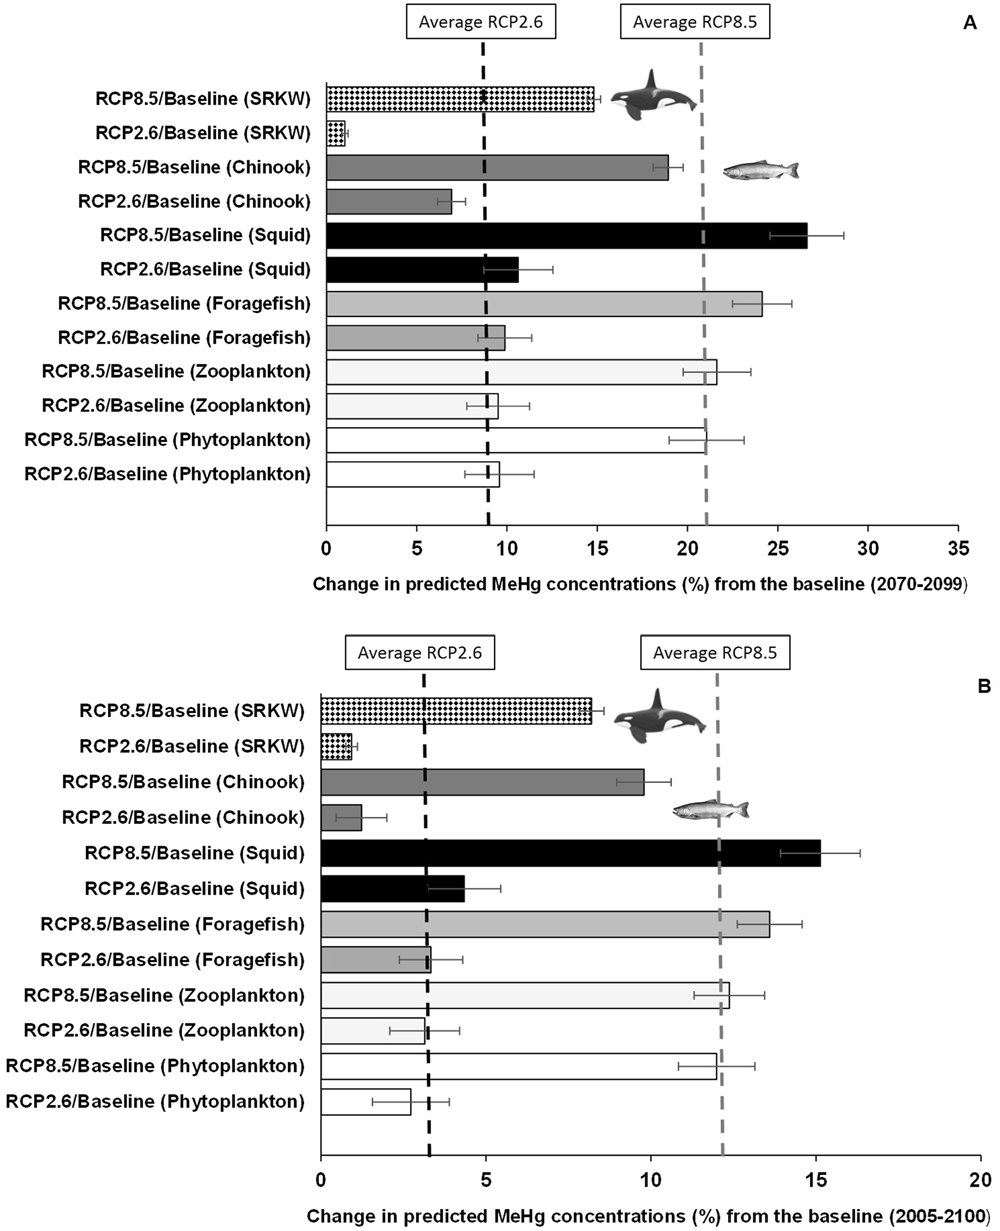 Average RCP2.6
Average RCP8.5
A
RCP8.5/Baseline (SRKW)
RCP2.6/Baseline (SRKW)
RCP8.5/Baseline (Chinook)
RCP2.6/Baseline (Chinook)
RCP8.5/Baseline (Squid)
RCP2.6/Baseline (Squid)
RCP8.5/Baseline (Foragefish)
RCP2.6/Baseline (Foragefish)
RCP8.5/Baseline (Zooplankton)
RCP2.6/Baseline (Zooplankton)
RCP8.5/Baseline (Phytoplankton)
RCP2.6/Baseline (Phytoplankton)
0 5 10 15 20 25 30 35
Change in predicted MeHg concentrations (%) from the baseline (2070-2099)
Average RCP2.6
Average RCP8.5
B
RCP8.5/Baseline (SRKW)
RCP2.6/Baseline (SRKW)
RCP8.5/Baseline (Chinook)
RCP2.6/Baseline (Chinook)
RCP8.5/Baseline (Squid)
RCP2.6/Baseline (Squid)
RCP8.5/Baseline (Foragefish)
RCP2.6/Baseline (Foragefish)
RCP8.5/Baseline (Zooplankton)
RCP2.6/Baseline (Zooplankton)
RCP8.5/Baseline (Phytoplankton)
RCP2.6/Baseline (Phytoplankton)
0 5 10 15 20
Change in predicted MeHg concentrations (%) from the baseline (2005-2100)